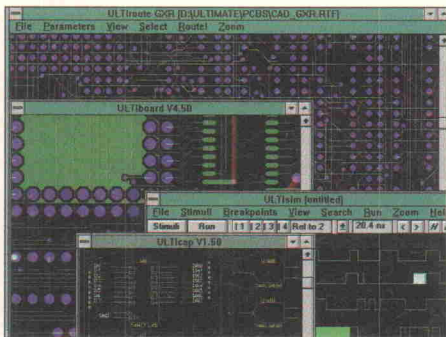 ULTIroute GXR [D:\ULTIMATE\PCBS\CAD_GXR.RTF]
File Parameters View Select Route! Zoom
ULTIboard V4.50
ULTIsim [untitled]
File Stimuli Breakpoints View Search Run Zoom Help
Stimuli Run 1 2 3 4 Rel to 2 ± 20.4 ns < >
ULTIcap V1.50